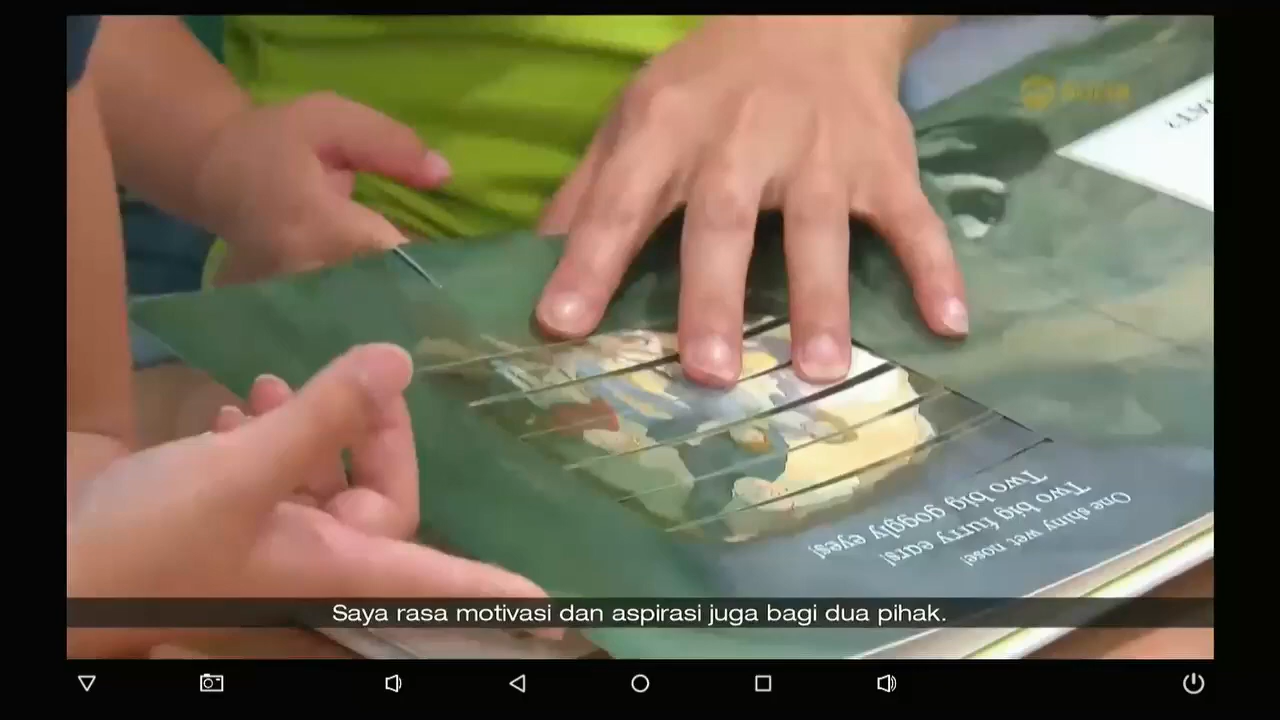 HAT?
One shiny wet nose!
Two big furry ears!
Two big goggly eyes!
Saya rasa motivasi dan aspirasi juga bagi dua pihak.